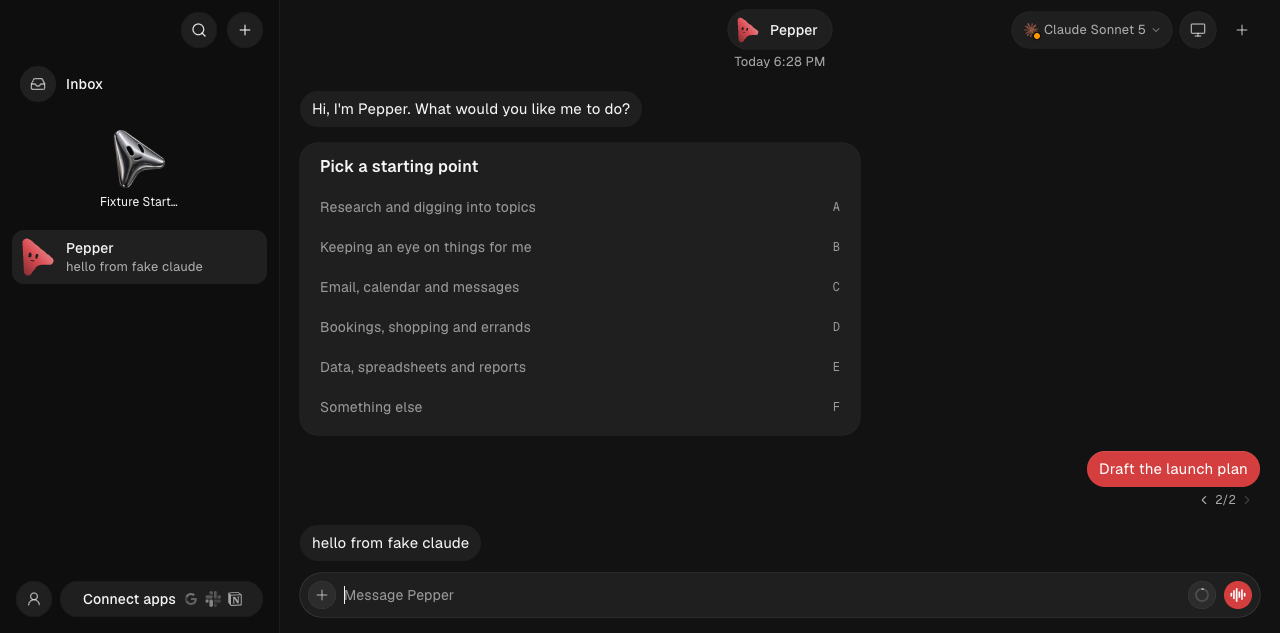 Inbox
Fixture Start...
Pepper
hello from fake claude
Connect apps
Pepper
Claude Sonnet 5
Today 6:28 PM
Hi, I'm Pepper. What would you like me to do?
Pick a starting point
Research and digging into topics A
Keeping an eye on things for me B
Email, calendar and messages C
Bookings, shopping and errands D
Data, spreadsheets and reports E
Something else F
Draft the launch plan
2/2
hello from fake claude
Message Pepper